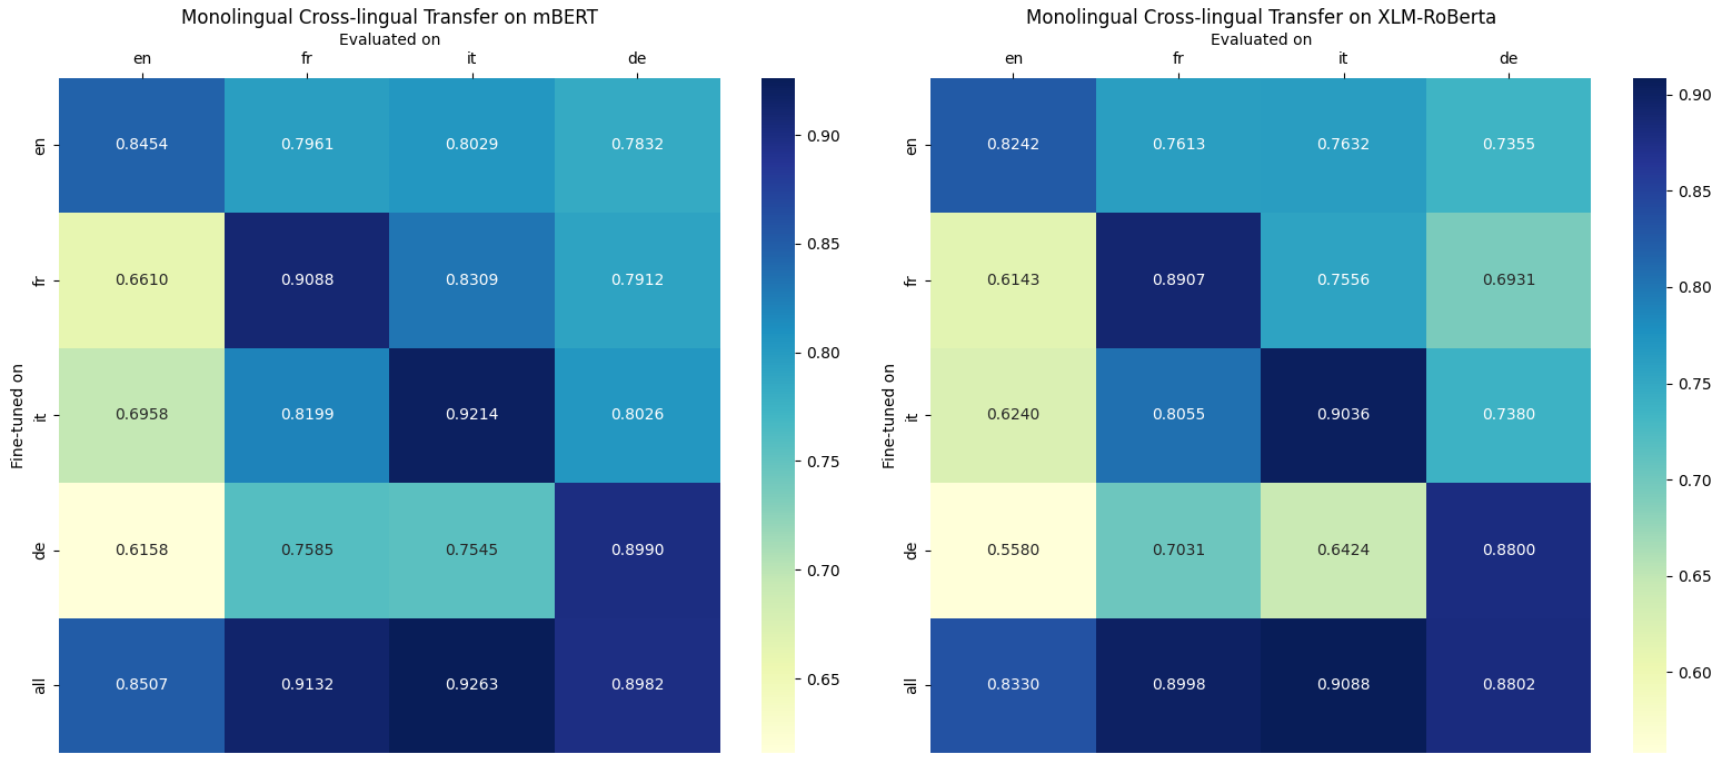 Monolingual Cross-lingual Transfer on mBERT
Evaluated on
en fr it de
Fine-tuned on
en 0.8454 0.7961 0.8029 0.7832
fr 0.6610 0.9088 0.8309 0.7912
it 0.6958 0.8199 0.9214 0.8026
de 0.6158 0.7585 0.7545 0.8990
all 0.8507 0.9132 0.9263 0.8982
0.90
0.85
0.80
0.75
0.70
0.65
Monolingual Cross-lingual Transfer on XLM-RoBerta
Evaluated on
en fr it de
Fine-tuned on
en 0.8242 0.7613 0.7632 0.7355
fr 0.6143 0.8907 0.7556 0.6931
it 0.6240 0.8055 0.9036 0.7380
de 0.5580 0.7031 0.6424 0.8800
all 0.8330 0.8998 0.9088 0.8802
0.90
0.85
0.80
0.75
0.70
0.65
0.60